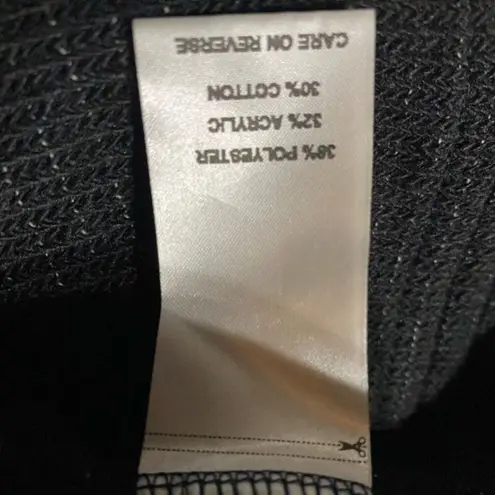 38% POLYESTER
32% ACRYLIC
30% COTTON
CARE ON REVERSE